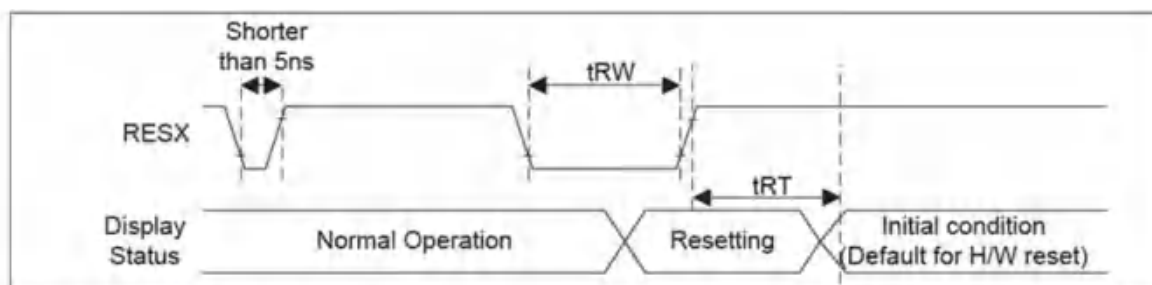 Shorter
than 5ns
tRW
RESX
tRT
Display
Status
Normal Operation
Resetting
Initial condition
(Default for H/W reset)